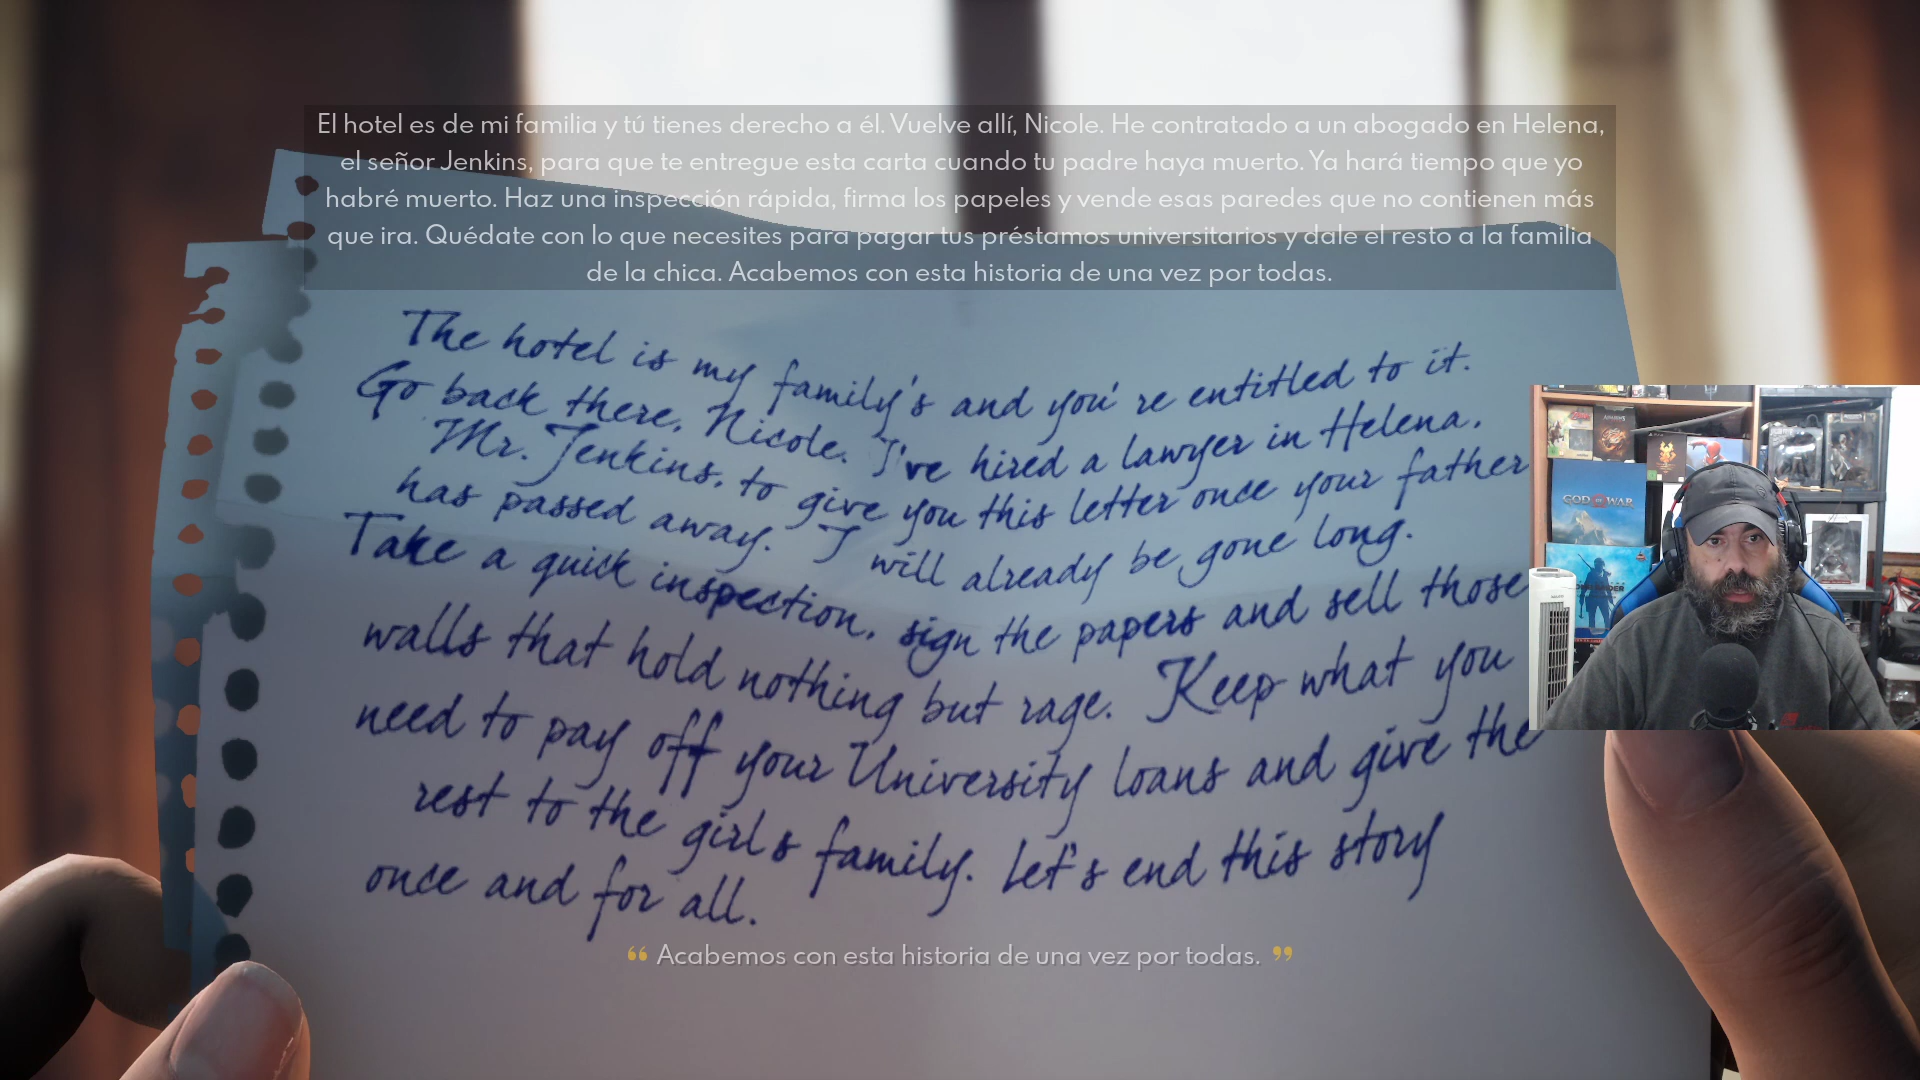 El hotel es de mi familia y tú tienes derecho a él. Vuelve allí, Nicole. He contratado a un abogado en Helena,
el señor Jenkins, para que te entregue esta carta cuando tu padre haya muerto. Ya hará tiempo que yo
habré muerto. Haz una inspección rápida, firma los papeles y vende esas paredes que no contienen más
que ira. Quédate con lo que necesites para pagar tus préstamos universitarios y dale el resto a la familia
de la chica. Acabemos con esta historia de una vez por todas.
The hotel is my family's and you're entitled to it.
Go back there, Nicole. I've hired a lawyer in Helena,
Mr. Jenkins, to give you this letter once your father
has passed away. I will already be gone long.
Take a quick inspection, sign the papers and sell those
walls that hold nothing but rage. Keep what you
need to pay off your University loans and give the
rest to the girls family. Let's end this story
once and for all.
GOD OF WAR
“ Acabemos con esta historia de una vez por todas. ”